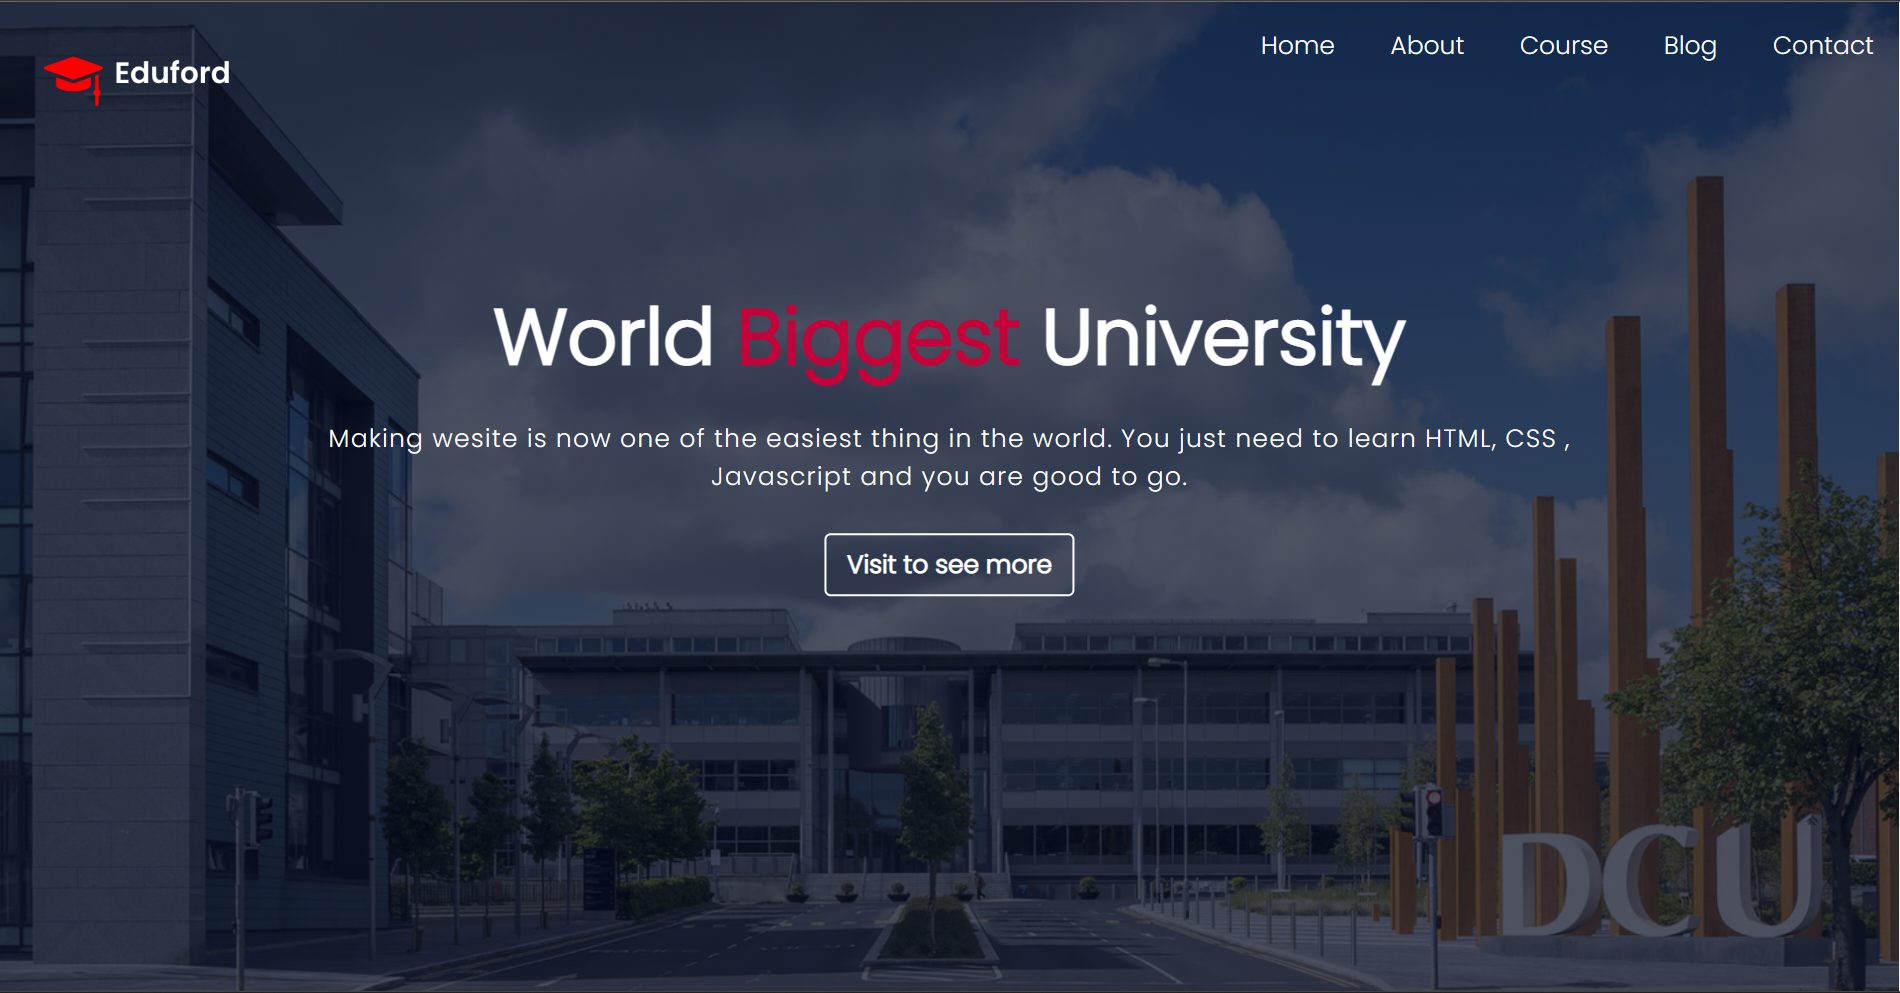 Eduford
Home
About
Course
Blog
Contact
World Biggest University
Making wesite is now one of the easiest thing in the world. You just need to learn HTML, CSS ,
Javascript and you are good to go.
Visit to see more
DCU